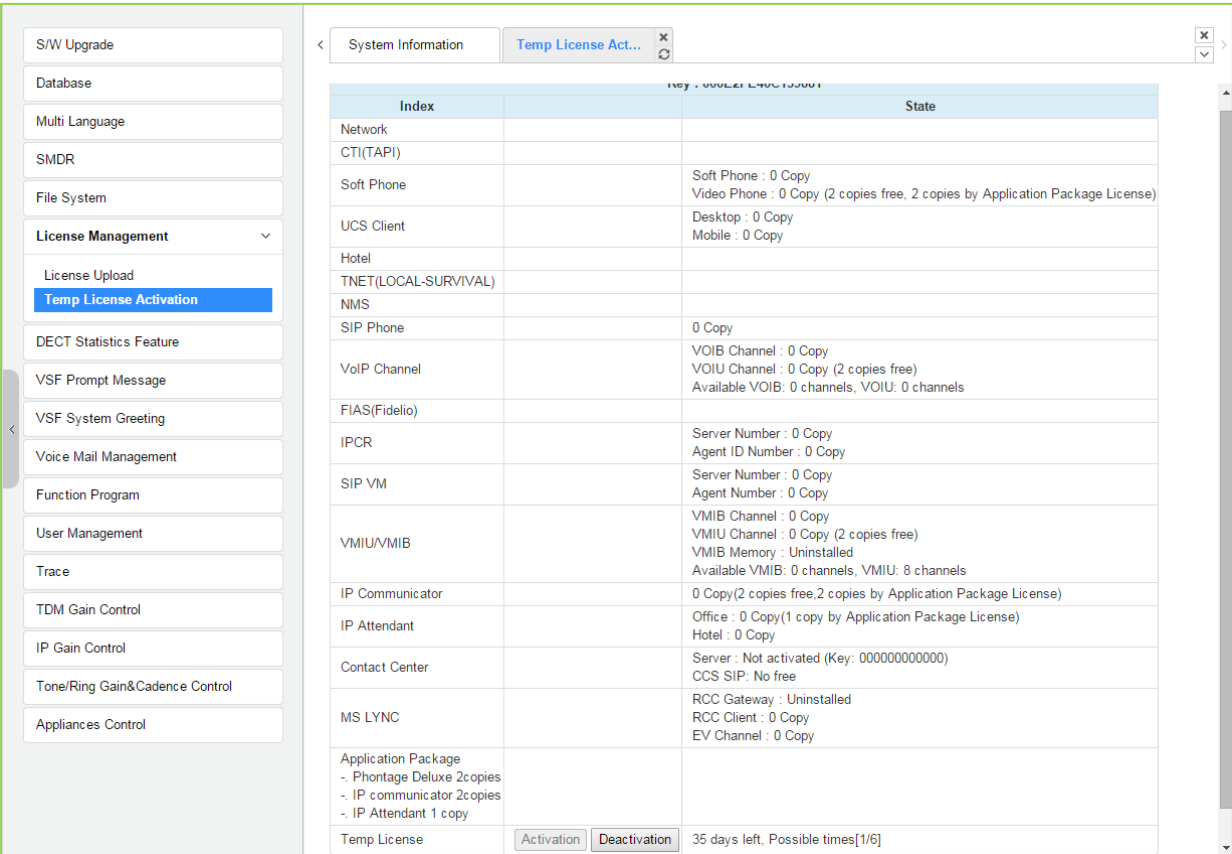 S/W Upgrade
Database
Multi Language
SMDR
File System
License Management
License Upload
Temp License Activation
DECT Statistics Feature
VSF Prompt Message
VSF System Greeting
Voice Mail Management
Function Program
User Management
Trace
TDM Gain Control
IP Gain Control
Tone/Ring Gain&Cadence Control
Appliances Control
System Information
Temp License Act...
Index State
Network
CTI(TAPI)
Soft Phone
Soft Phone : 0 Copy
Video Phone : 0 Copy (2 copies free, 2 copies by Application Package License)
UCS Client
Desktop : 0 Copy
Mobile : 0 Copy
Hotel
TNET(LOCAL-SURVIVAL)
NMS
SIP Phone 0 Copy
VoIP Channel
VOIB Channel : 0 Copy
VOIU Channel : 0 Copy (2 copies free)
Available VOIB: 0 channels, VOIU: 0 channels
FIAS(Fidelio)
IPCR
Server Number : 0 Copy
Agent ID Number : 0 Copy
SIP VM
Server Number : 0 Copy
Agent Number : 0 Copy
VMIU/VMIB
VMIB Channel : 0 Copy
VMIU Channel : 0 Copy (2 copies free)
VMIB Memory : Uninstalled
Available VMIB: 0 channels, VMIU: 8 channels
IP Communicator 0 Copy(2 copies free,2 copies by Application Package License)
IP Attendant
Office : 0 Copy(1 copy by Application Package License)
Hotel : 0 Copy
Contact Center
Server : Not activated (Key: 000000000000)
CCS SIP: No free
MS LYNC
RCC Gateway : Uninstalled
RCC Client : 0 Copy
EV Channel : 0 Copy
Application Package
-. Phontage Deluxe 2copies
-. IP communicator 2copies
-. IP Attendant 1 copy
Temp License Activation Deactivation 35 days left, Possible times[1/6]